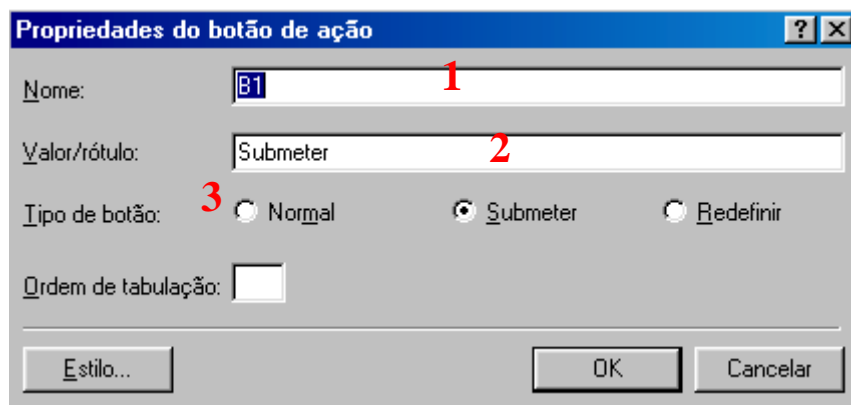 Propriedades do botão de ação ? X
Nome: B1 1
Valor/rótulo: Submeter 2
Tipo de botão: 3 Normal Submeter Redefinir
Ordem de tabulação:
Estilo... OK Cancelar